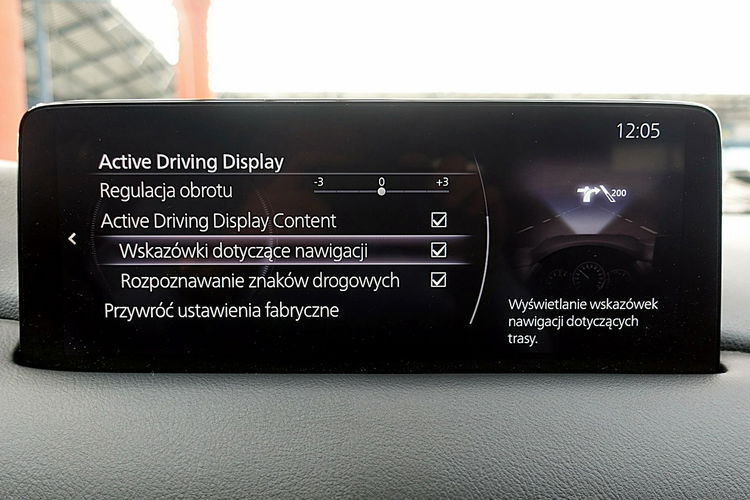 12:05
Active Driving Display
Regulacja obrotu
-3 0 +3
Active Driving Display Content
Wskazówki dotyczące nawigacji
Rozpoznawanie znaków drogowych
Przywróć ustawienia fabryczne
200
Wyświetlanie wskazówek
nawigacji dotyczących
trasy.